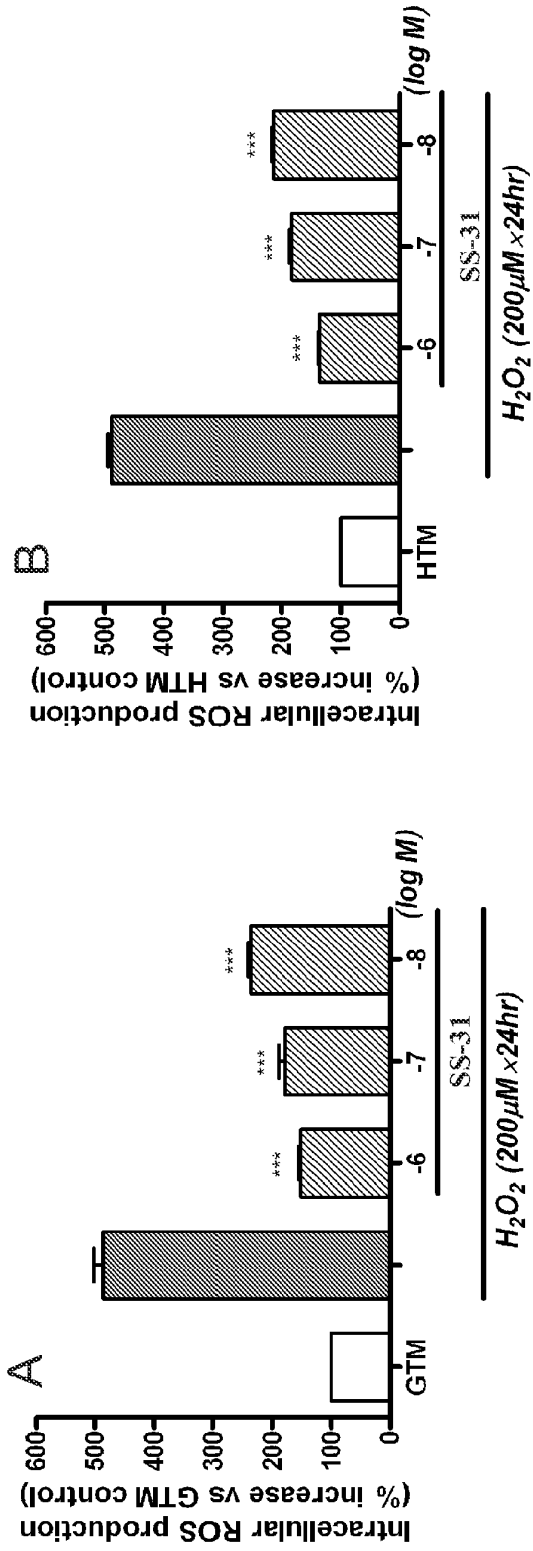 A
Intracellular ROS production
(% increase vs GTM control)
600
500
400
300
200
100
0
GTM
-6
-7
-8
(log M)
***
***
***
SS-31
H₂O₂ (200μM×24hr)
B
Intracellular ROS production
(% increase vs HTM control)
600
500
400
300
200
100
0
HTM
-6
-7
-8
(log M)
***
***
***
SS-31
H₂O₂ (200μM×24hr)